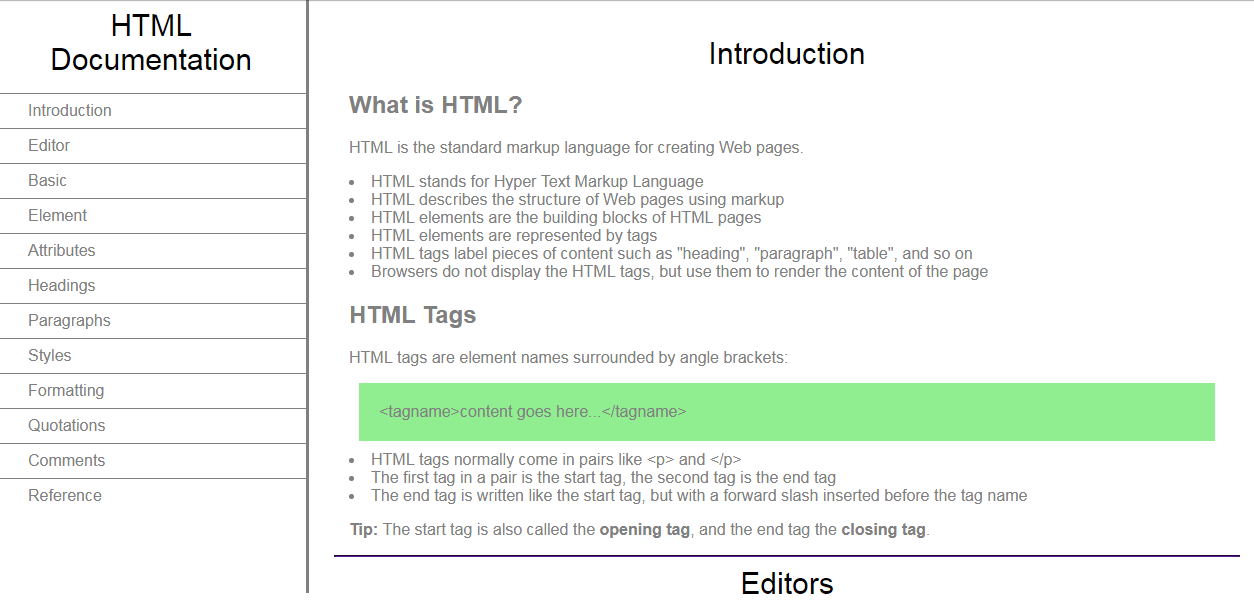 HTML
Documentation
Introduction
Editor
Basic
Element
Attributes
Headings
Paragraphs
Styles
Formatting
Quotations
Comments
Reference
Introduction
What is HTML?
HTML is the standard markup language for creating Web pages.
HTML stands for Hyper Text Markup Language
HTML describes the structure of Web pages using markup
HTML elements are the building blocks of HTML pages
HTML elements are represented by tags
HTML tags label pieces of content such as "heading", "paragraph", "table", and so on
Browsers do not display the HTML tags, but use them to render the content of the page
HTML Tags
HTML tags are element names surrounded by angle brackets:
<tagname>content goes here...</tagname>
HTML tags normally come in pairs like <p> and </p>
The first tag in a pair is the start tag, the second tag is the end tag
The end tag is written like the start tag, but with a forward slash inserted before the tag name
Tip: The start tag is also called the opening tag, and the end tag the closing tag.
Editors